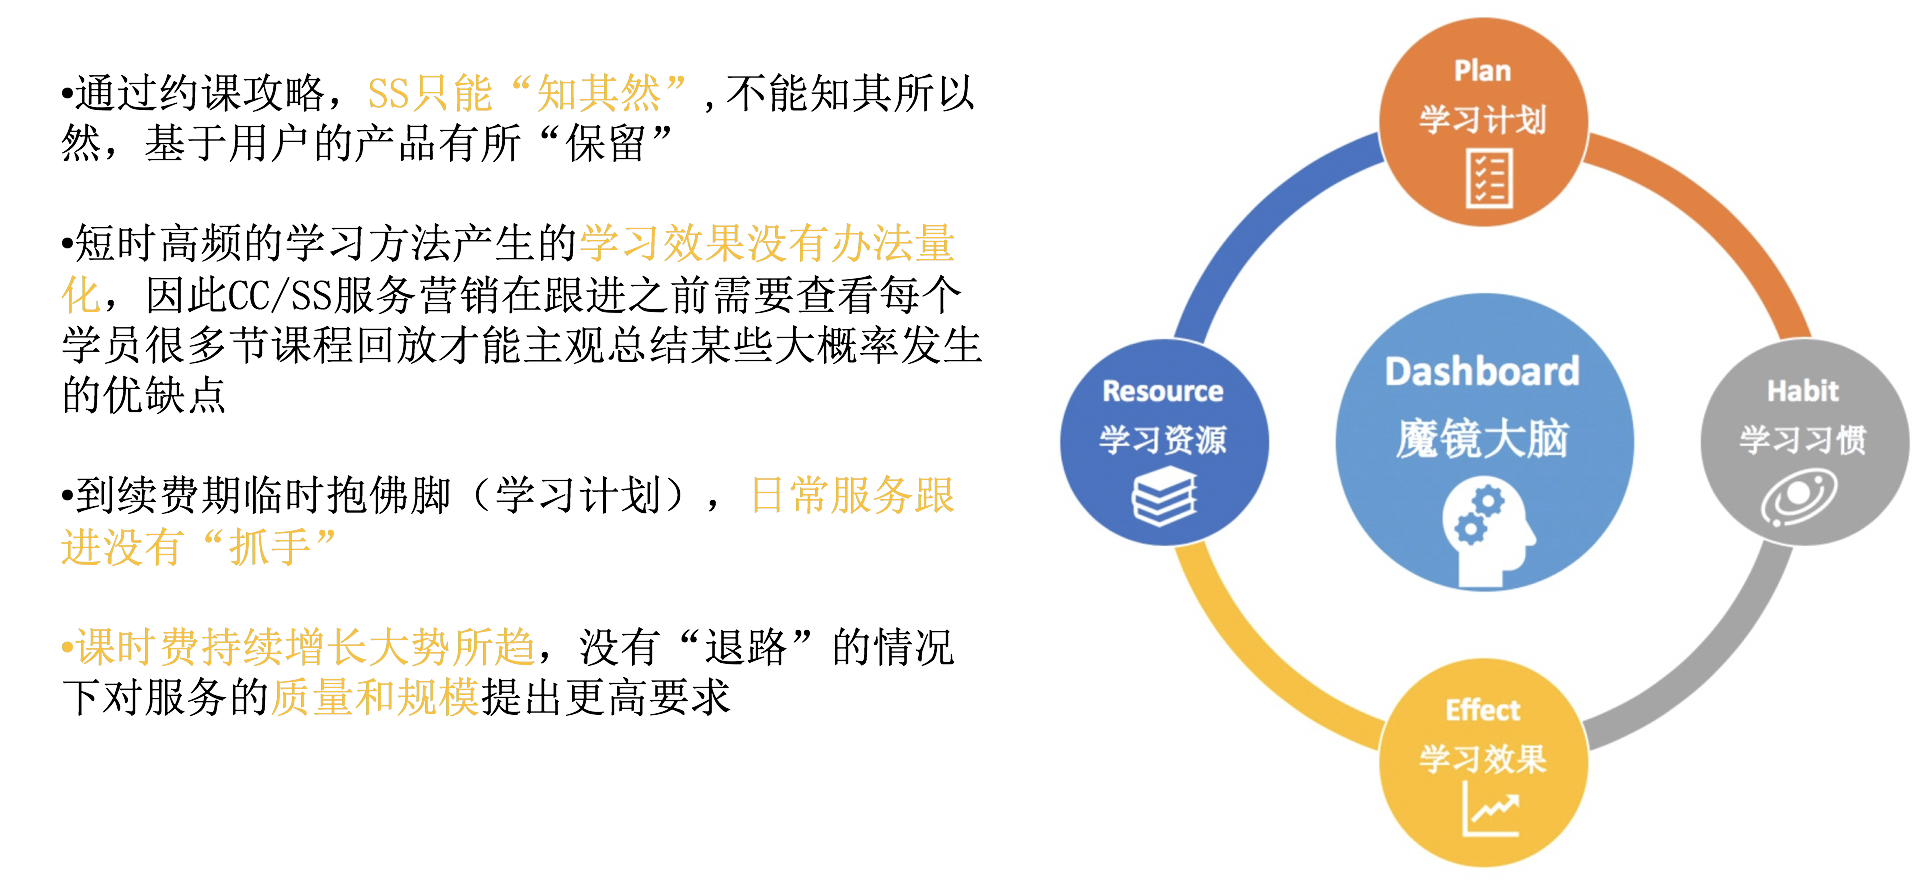 •通过约课攻略，SS只能“知其然”,不能知其所以
然，基于用户的产品有所“保留”
•短时高频的学习方法产生的学习效果没有办法量
化，因此CC/SS服务营销在跟进之前需要查看每个
学员很多节课程回放才能主观总结某些大概率发生
的优缺点
•到续费期临时抱佛脚（学习计划），日常服务跟
进没有“抓手”
•课时费持续增长大势所趋，没有“退路”的情况
下对服务的质量和规模提出更高要求
Plan
学习计划
Resource
学习资源
Dashboard
魔镜大脑
Habit
学习习惯
Effect
学习效果